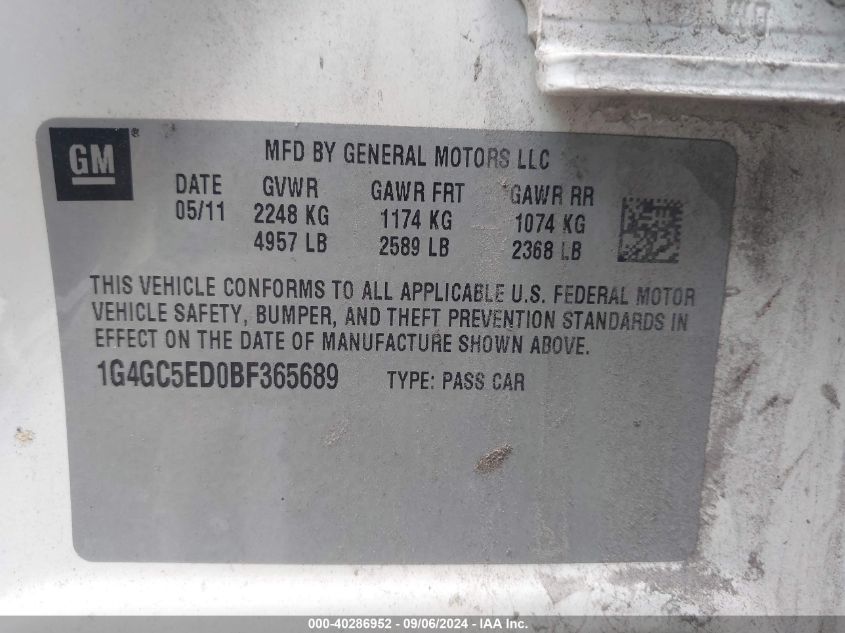 GM®
MFD BY GENERAL MOTORS LLC
DATE GVWR GAWR FRT GAWR RR
05/11 2248 KG 1174 KG 1074 KG
4957 LB 2589 LB 2368 LB
THIS VEHICLE CONFORMS TO ALL APPLICABLE U.S. FEDERAL MOTOR
VEHICLE SAFETY, BUMPER, AND THEFT PREVENTION STANDARDS IN
EFFECT ON THE DATE OF MANUFACTURE SHOWN ABOVE.
1G4GC5ED0BF365689 TYPE: PASS CAR
000-40286952 - 09/06/2024 - IAA Inc.